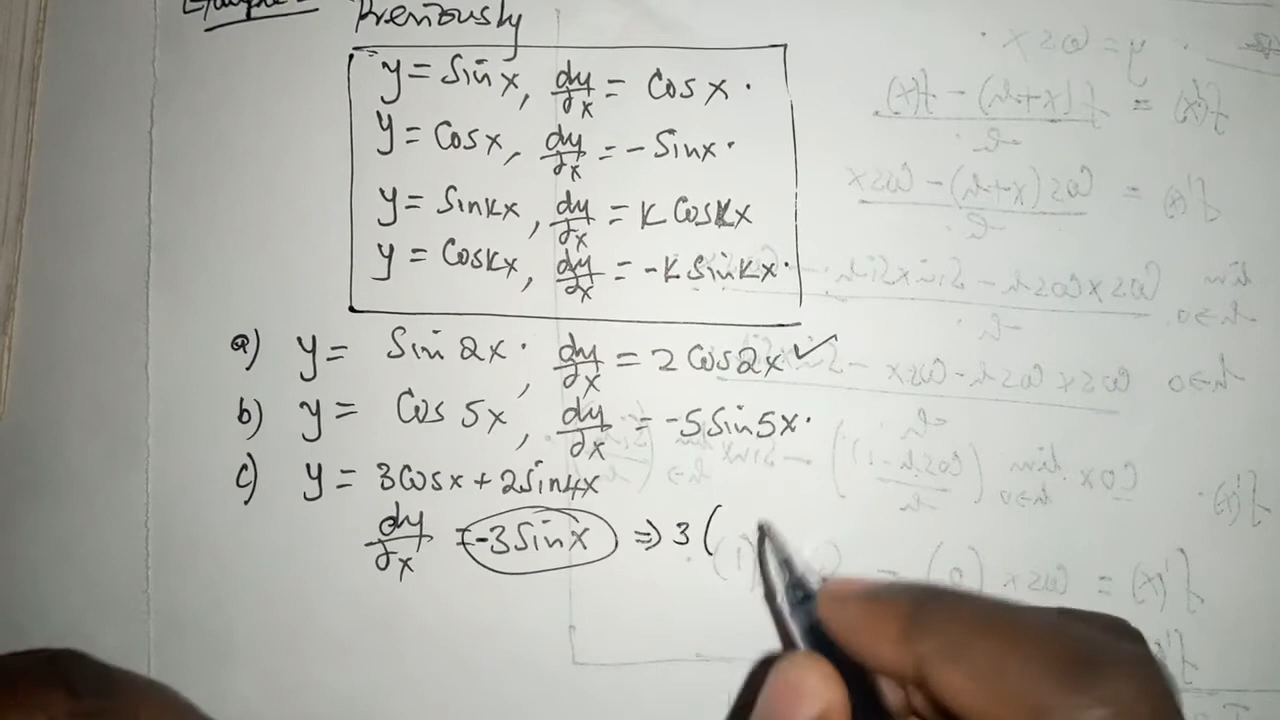 Example
Previously
y = Sin x, dy/dx = Cos x.
y = Cos x, dy/dx = - Sin x.
y = Sin kx, dy/dx = k Cos kx
y = Cos kx, dy/dx = -k Sin kx.
a) y = Sin 2x, dy/dx = 2 Cos 2x ✓
b) y = Cos 5x, dy/dx = -5 Sin 5x.
c) y = 3 Cos x + 2 Sin 4x
dy/dx = -3 Sin x ⇒ 3 (